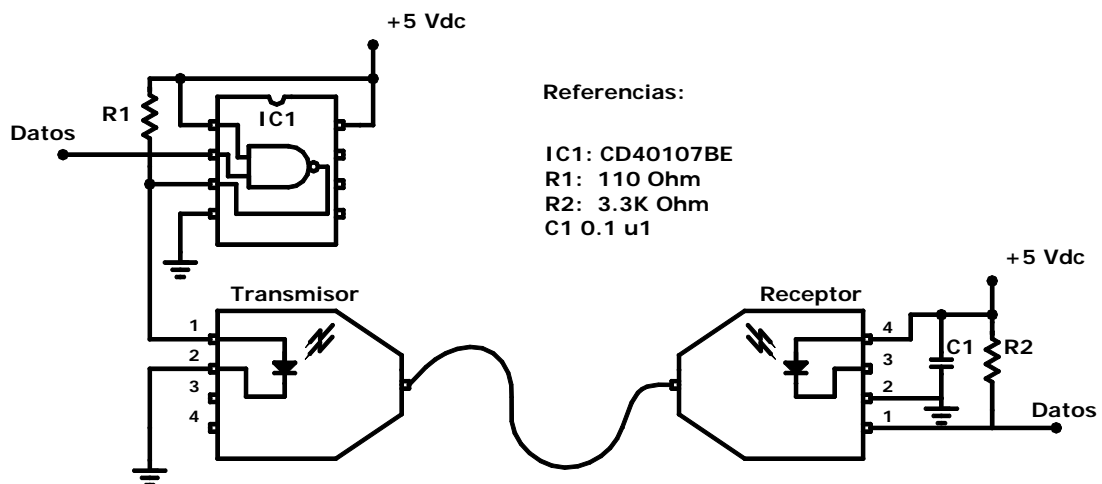 +5 Vdc
R1
IC1
Datos
Referencias:
IC1: CD40107BE
R1: 110 Ohm
R2: 3.3K Ohm
C1 0.1 u1
+5 Vdc
Transmisor
1
2
3
4
Receptor
4
3
2
1
C1
R2
Datos